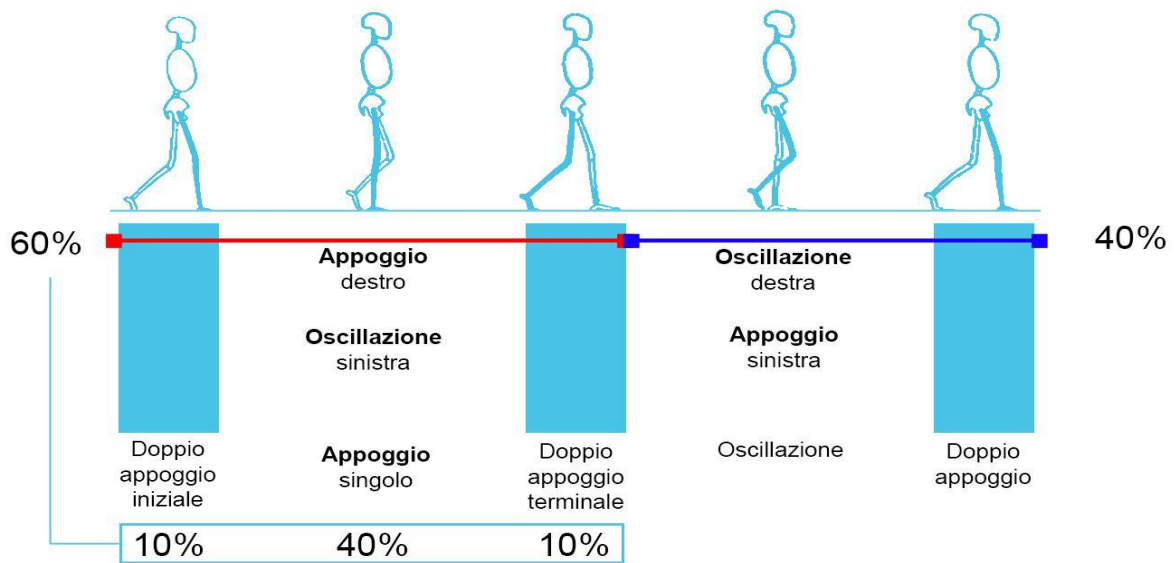 60%
40%
Appoggio
destro
Oscillazione
destra
Oscillazione
sinistra
Appoggio
sinistra
Doppio
appoggio
iniziale
Appoggio
singolo
Doppio
appoggio
terminale
Oscillazione
Doppio
appoggio
10%
40%
10%